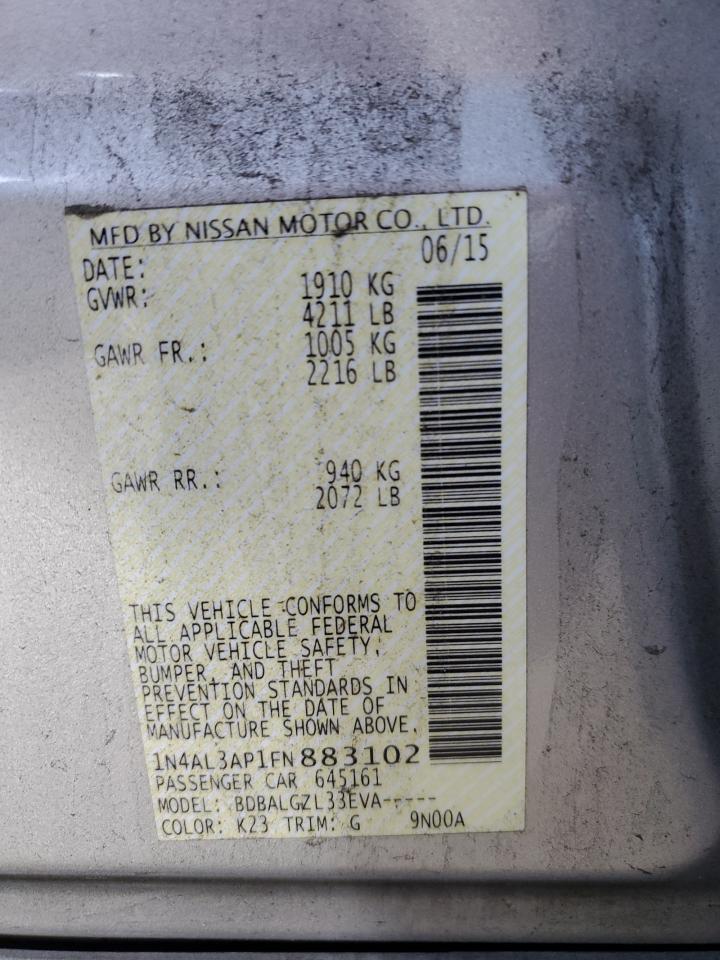 MFD BY NISSAN MOTOR CO., LTD.
DATE: 06/15
GVWR: 1910 KG
4211 LB
GAWR FR.: 1005 KG
2216 LB
GAWR RR.: 940 KG
2072 LB
THIS VEHICLE CONFORMS TO
ALL APPLICABLE FEDERAL
MOTOR VEHICLE SAFETY,
BUMPER, AND THEFT
PREVENTION STANDARDS IN
EFFECT ON THE DATE OF
MANUFACTURE SHOWN ABOVE.
1N4AL3AP1FN883102
PASSENGER CAR 645161
MODEL: BDBALGZL33EVA-----
COLOR: K23 TRIM: G 9N00A